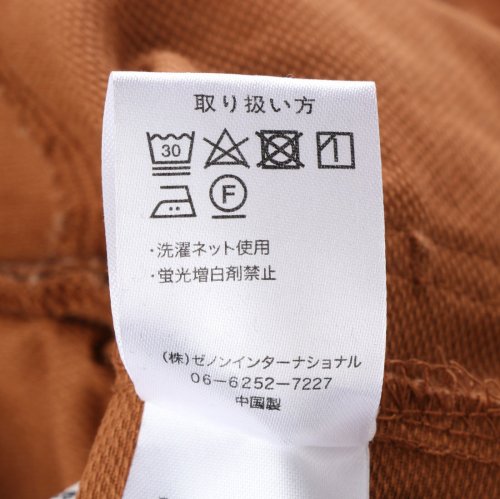 取り扱い方
30
F
・洗濯ネット使用
・蛍光増白剤禁止
(株)ゼノンインターナショナル
06-6252-7227
中国製